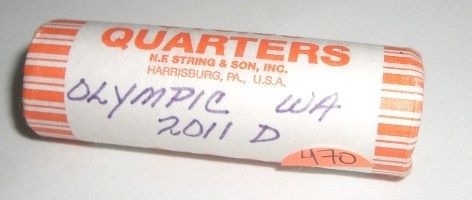 QUARTERS
N.F. STRING & SON, INC.
HARRISBURG, PA., U.S.A.
OLYMPIC WA
2011 D
470